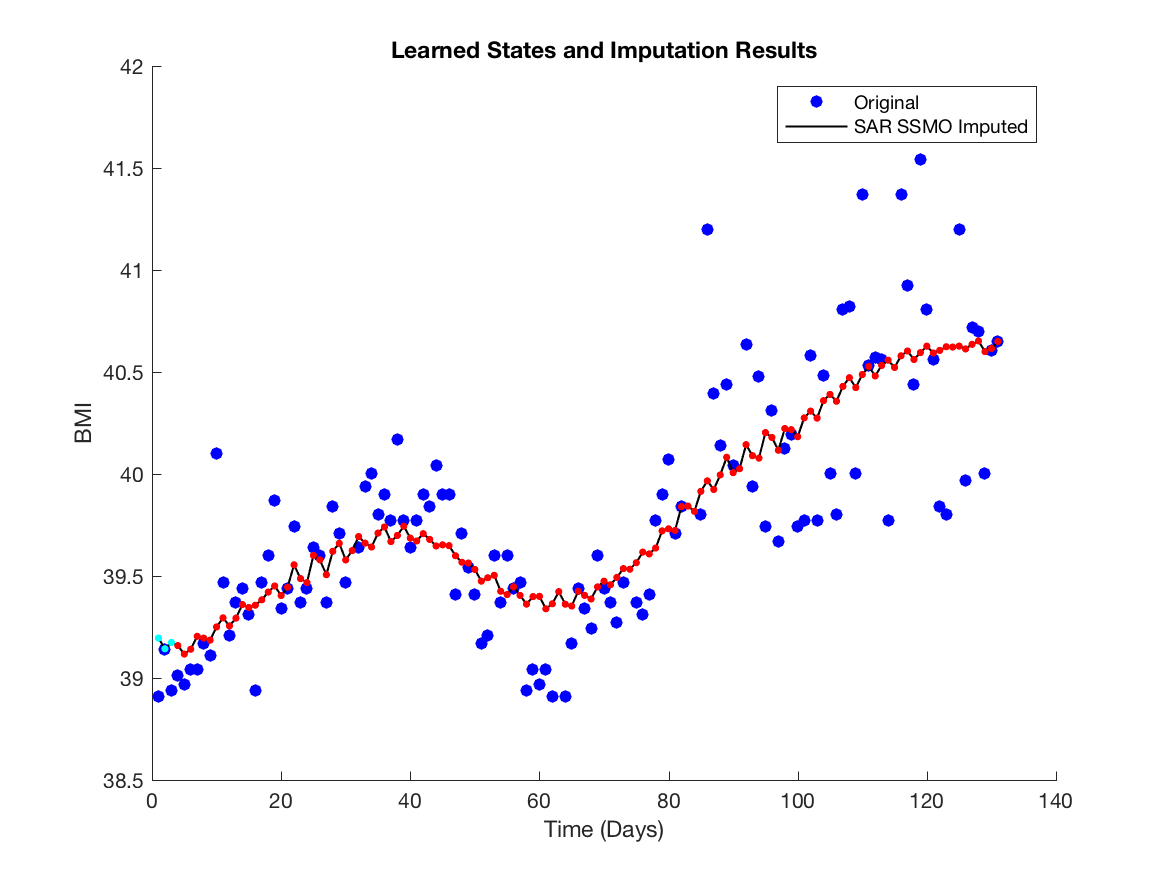 Learned States and Imputation Results
Original
SAR SSMO Imputed
42
41.5
41
40.5
40
39.5
39
38.5
BMI
0 20 40 60 80 100 120 140
Time (Days)